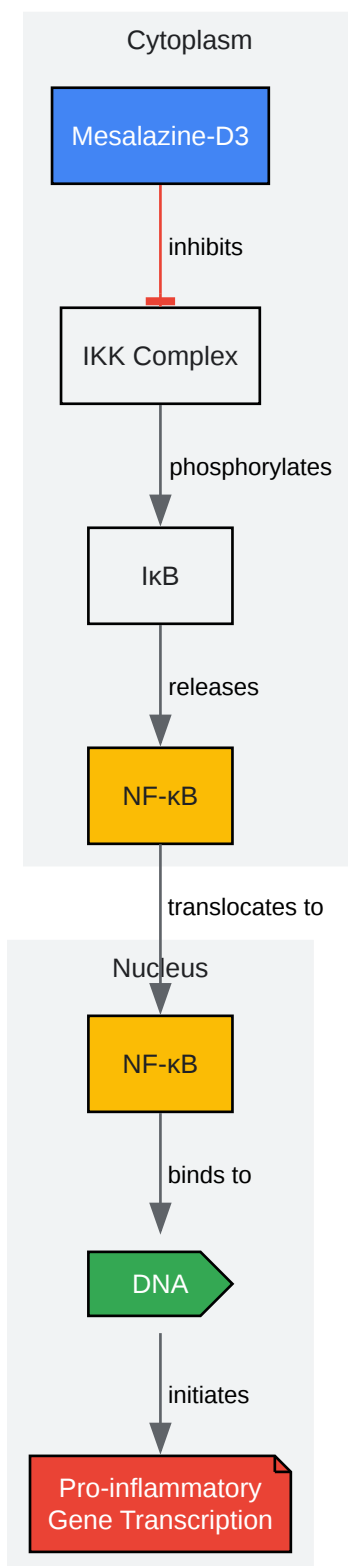 Cytoplasm
Mesalazine-D3
inhibits
IKK Complex
phosphorylates
IκB
releases
NF-κB
translocates to
Nucleus
NF-κB
binds to
DNA
initiates
Pro-inflammatory
Gene Transcription